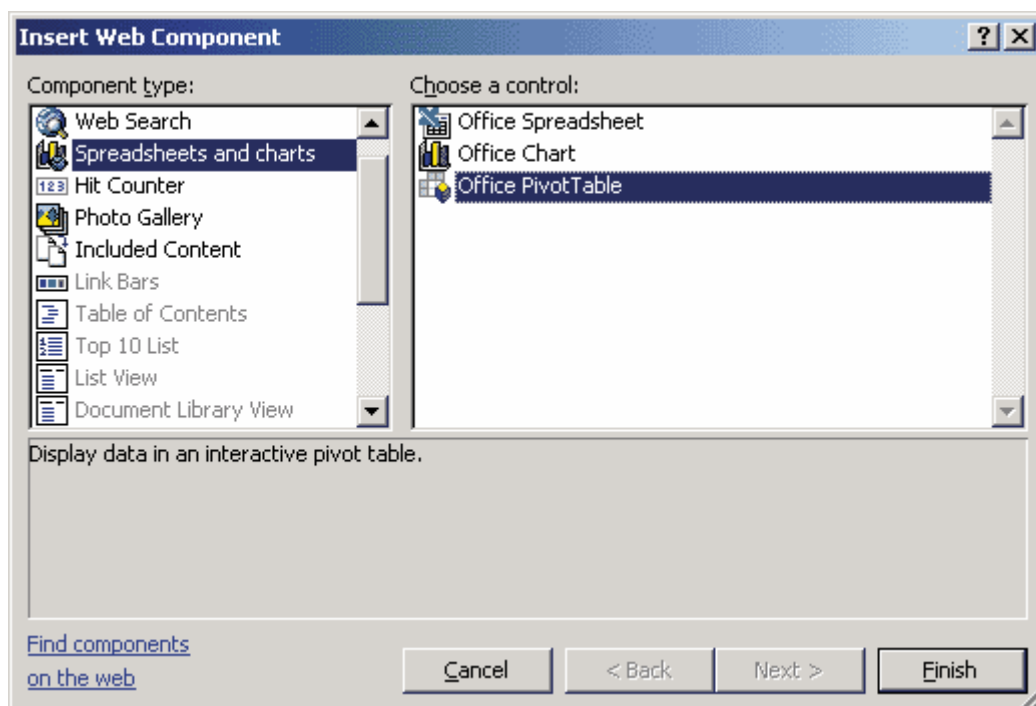 Insert Web Component
Component type:
Web Search
Spreadsheets and charts
123 Hit Counter
Photo Gallery
Included Content
Link Bars
Table of Contents
Top 10 List
List View
Document Library View
Choose a control:
Office Spreadsheet
Office Chart
Office PivotTable
Display data in an interactive pivot table.
Find components
on the web
Cancel
< Back
Next >
Finish